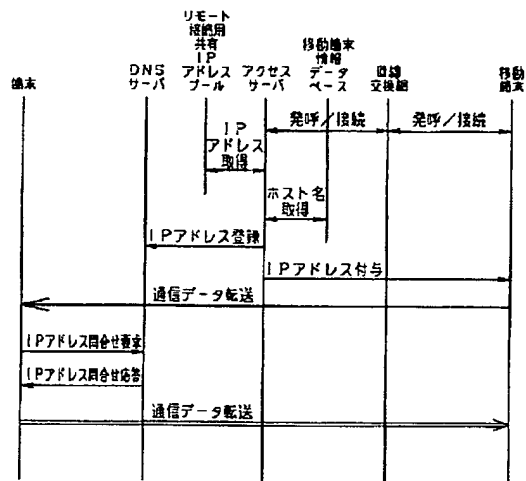 端末
DNS
サーバ
リモート
接続用
共有
IP
アドレス
プール
アクセス
サーバ
移動端末
情報
データ
ベース
回線
交換網
移動
端末
発呼/接続
発呼/接続
IP
アドレス
取得
ホスト名
取得
IPアドレス登録
IPアドレス付与
通信データ転送
IPアドレス問合せ要求
IPアドレス問合せ応答
通信データ転送